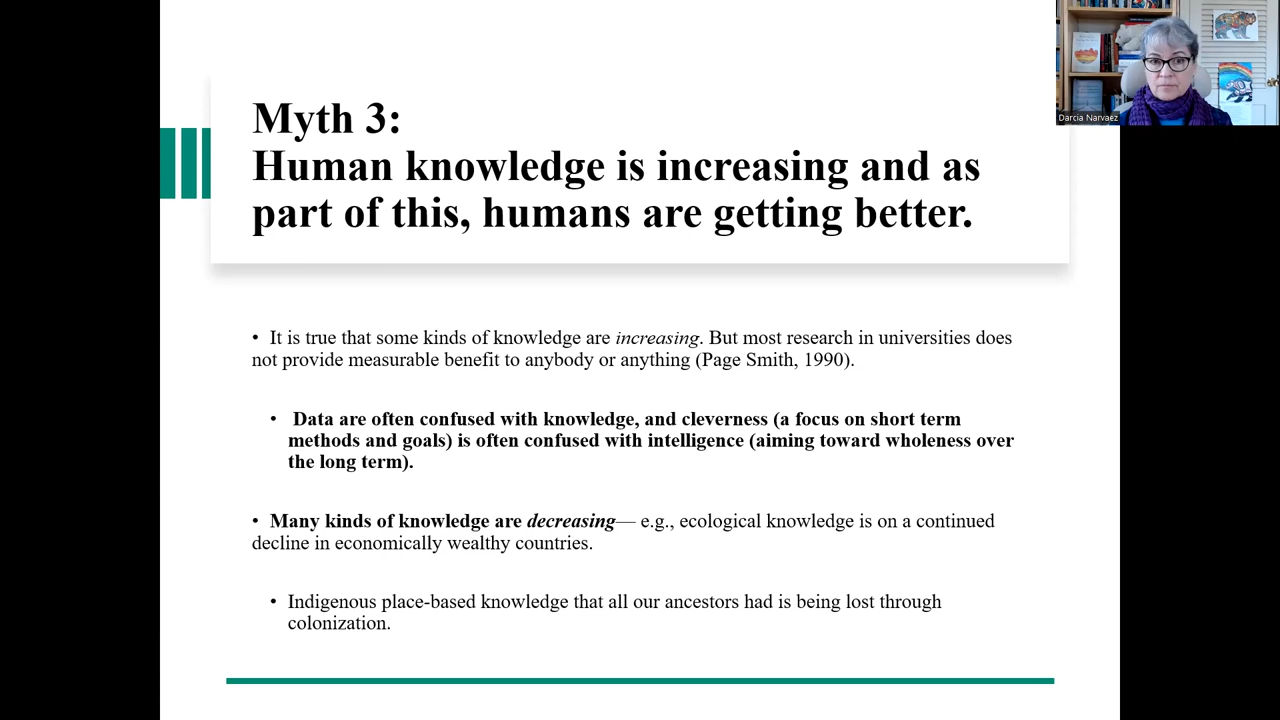 Myth 3:
Human knowledge is increasing and as
part of this, humans are getting better.
• It is true that some kinds of knowledge are increasing. But most research in universities does
not provide measurable benefit to anybody or anything (Page Smith, 1990).
• Data are often confused with knowledge, and cleverness (a focus on short term
methods and goals) is often confused with intelligence (aiming toward wholeness over
the long term).
• Many kinds of knowledge are decreasing— e.g., ecological knowledge is on a continued
decline in economically wealthy countries.
• Indigenous place-based knowledge that all our ancestors had is being lost through
colonization.
Darcia Narvaez